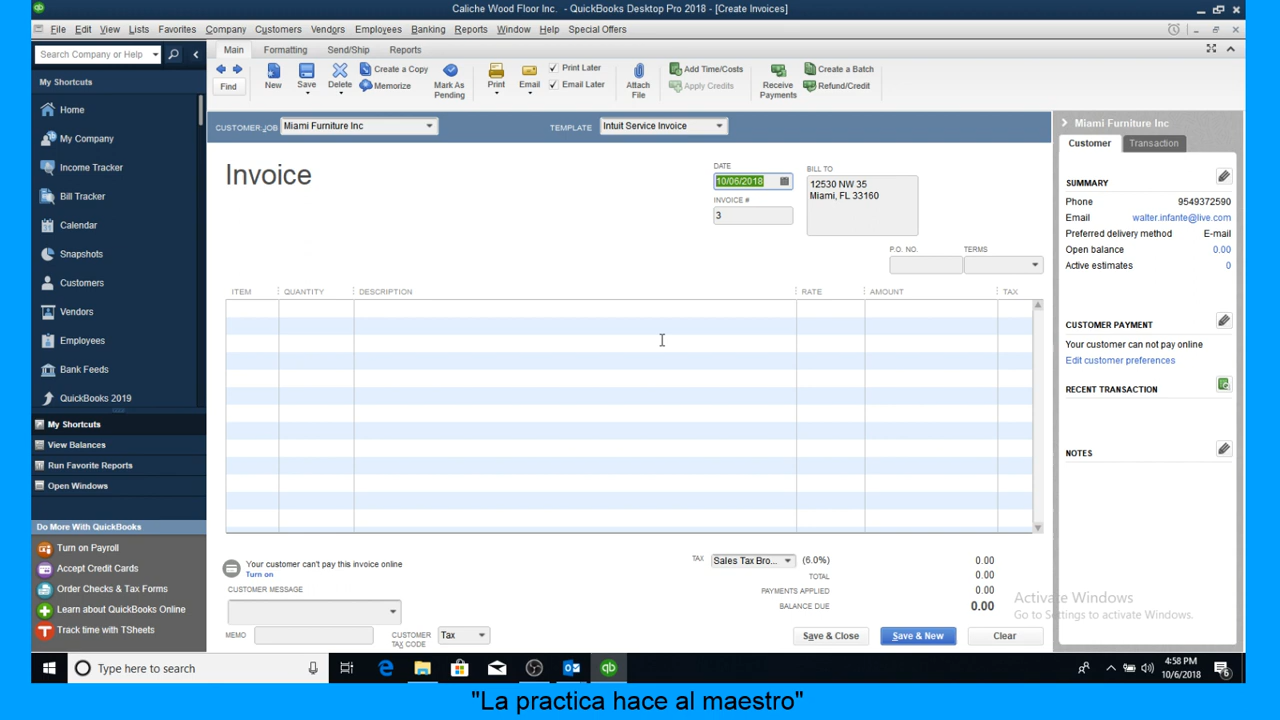 Caliche Wood Floor Inc. - QuickBooks Desktop Pro 2018 - [Create Invoices]
File Edit View Lists Favorites Company Customers Vendors Employees Banking Reports Window Help Special Offers
Search Company or Help
My Shortcuts
Home
My Company
Income Tracker
Bill Tracker
Calendar
Snapshots
Customers
Vendors
Employees
Bank Feeds
QuickBooks 2019
My Shortcuts
View Balances
Run Favorite Reports
Open Windows
Do More With QuickBooks
Turn on Payroll
Accept Credit Cards
Order Checks & Tax Forms
Learn about QuickBooks Online
Track time with TSheets
Main Formatting Send/Ship Reports
Find
New
Save
Delete
Create a Copy
Memorize
Mark As
Pending
Print
Email
Print Later
Email Later
Attach
File
Add Time/Costs
Apply Credits
Receive
Payments
Create a Batch
Refund/Credit
CUSTOMER:JOB Miami Furniture Inc TEMPLATE Intuit Service Invoice
Invoice
DATE
10/06/2018
INVOICE #
3
BILL TO
12530 NW 35
Miami, FL 33160
P.O. NO. TERMS
ITEM QUANTITY DESCRIPTION RATE AMOUNT TAX
Your customer can't pay this invoice online
Turn on
CUSTOMER MESSAGE
MEMO
CUSTOMER
TAX CODE
Tax
TAX Sales Tax Bro... (6.0%) 0.00
TOTAL 0.00
PAYMENTS APPLIED 0.00
BALANCE DUE 0.00
Save & Close Save & New Clear
Miami Furniture Inc
Customer Transaction
SUMMARY
Phone 9549372590
Email walter.infante@live.com
Preferred delivery method E-mail
Open balance 0.00
Active estimates 0
CUSTOMER PAYMENT
Your customer can not pay online
Edit customer preferences
RECENT TRANSACTION
NOTES
Activate Windows
Go to Settings to activate Windows.
Type here to search
4:58 PM
10/6/2018
6
"La practica hace al maestro"